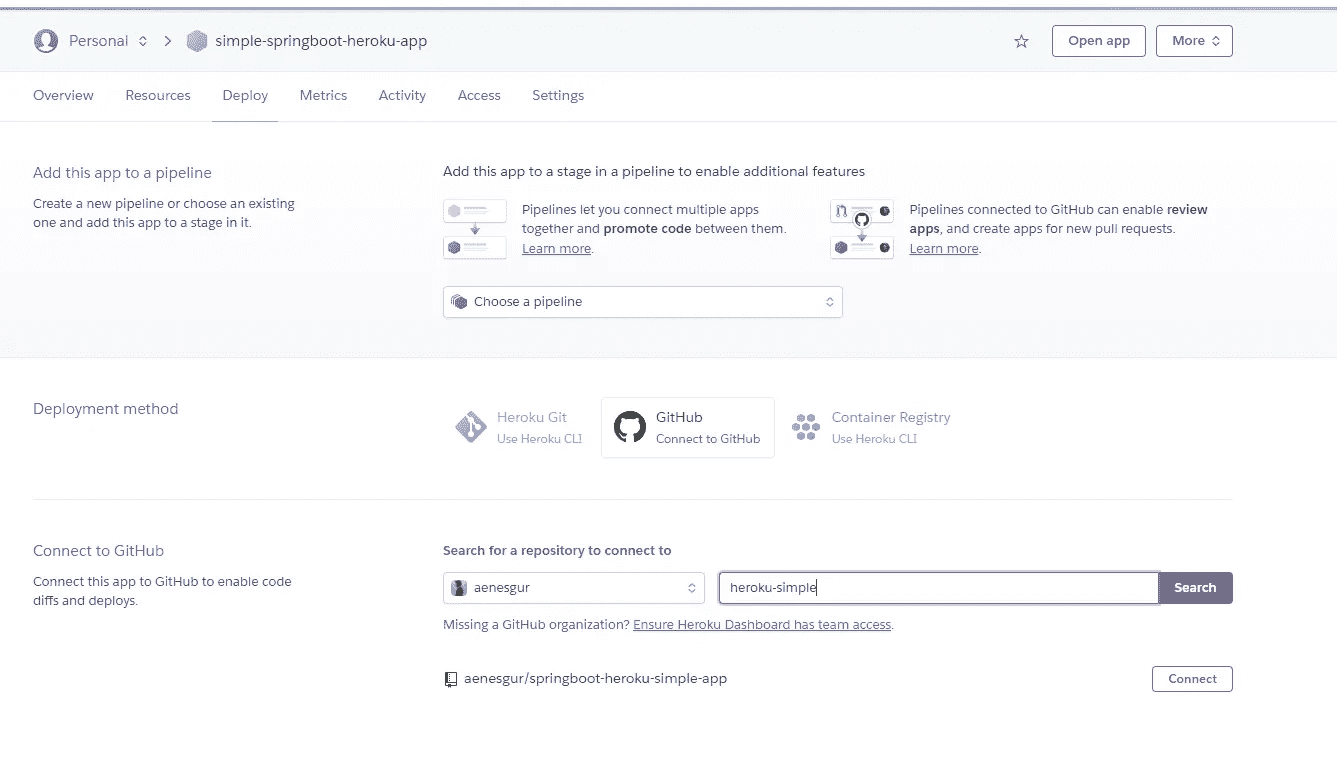 Personal
simple-springboot-heroku-app
Open app
More
Overview
Resources
Deploy
Metrics
Activity
Access
Settings
Add this app to a pipeline
Create a new pipeline or choose an existing
one and add this app to a stage in it.
Add this app to a stage in a pipeline to enable additional features
Pipelines let you connect multiple apps
together and promote code between them.
Learn more.
Pipelines connected to GitHub can enable review
apps, and create apps for new pull requests.
Learn more.
Choose a pipeline
Deployment method
Heroku Git
Use Heroku CLI
GitHub
Connect to GitHub
Container Registry
Use Heroku CLI
Connect to GitHub
Connect this app to GitHub to enable code
diffs and deploys.
Search for a repository to connect to
aenesgur
heroku-simple
Search
Missing a GitHub organization? Ensure Heroku Dashboard has team access.
aenesgur/springboot-heroku-simple-app
Connect